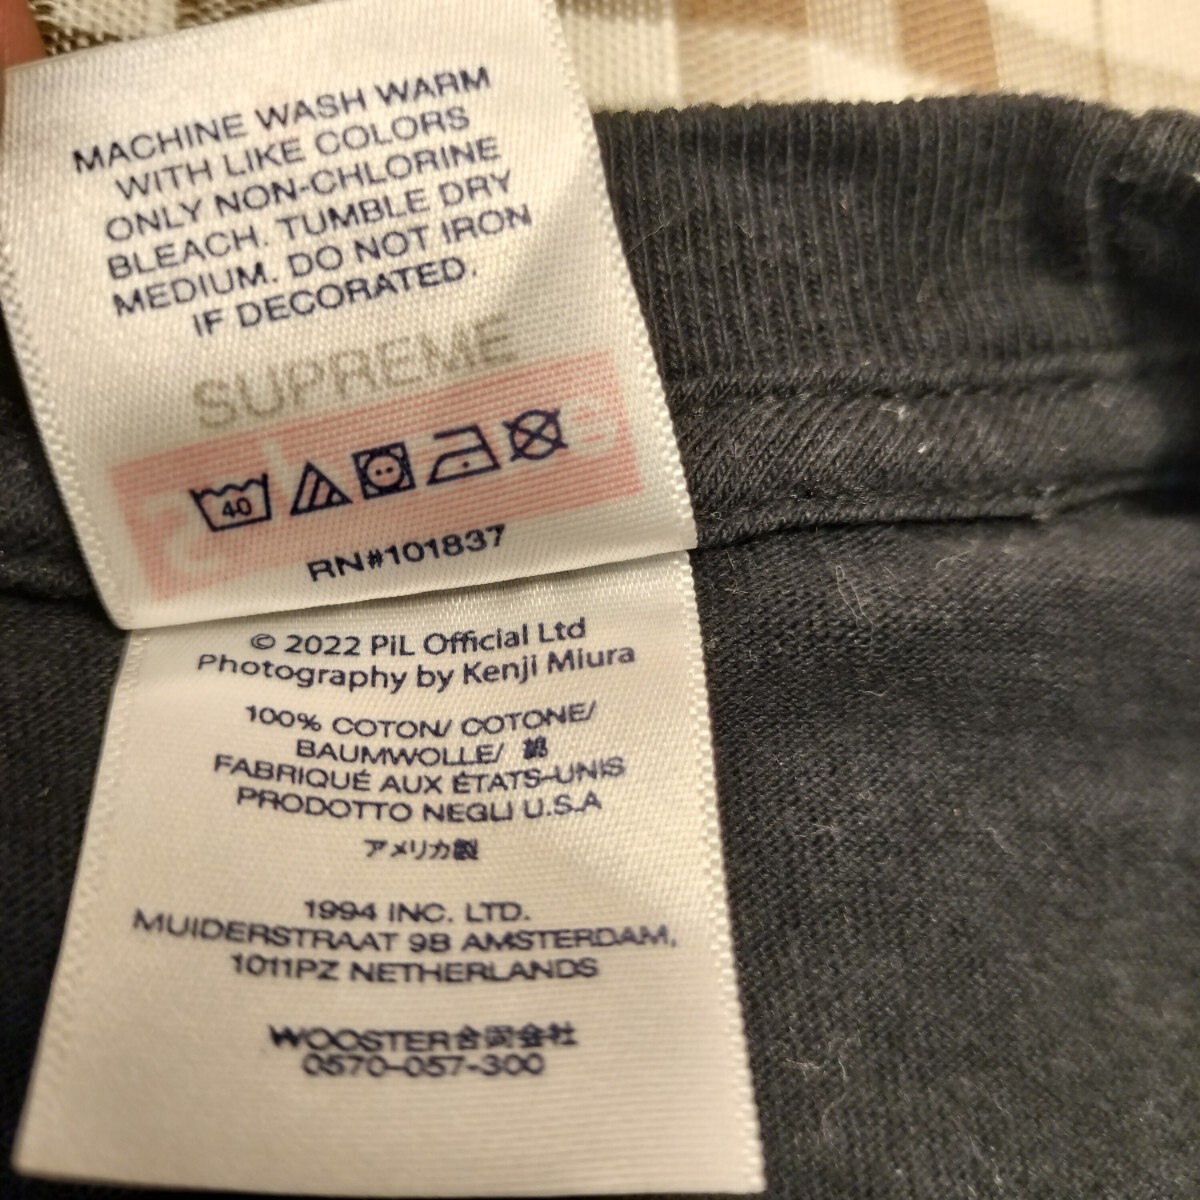 MACHINE WASH WARM
WITH LIKE COLORS
ONLY NON-CHLORINE
BLEACH. TUMBLE DRY
MEDIUM. DO NOT IRON
IF DECORATED.
SUPREME
40
RN#101837
© 2022 PiL Official Ltd
Photography by Kenji Miura
100% COTON/ COTONE/
BAUMWOLLE/ 綿
FABRIQUÉ AUX ÉTATS-UNIS
PRODOTTO NEGLI U.S.A
アメリカ製
1994 INC. LTD.
MUIDERSTRAAT 9B AMSTERDAM,
1011PZ NETHERLANDS
WOOSTER合同会社
0570-057-300